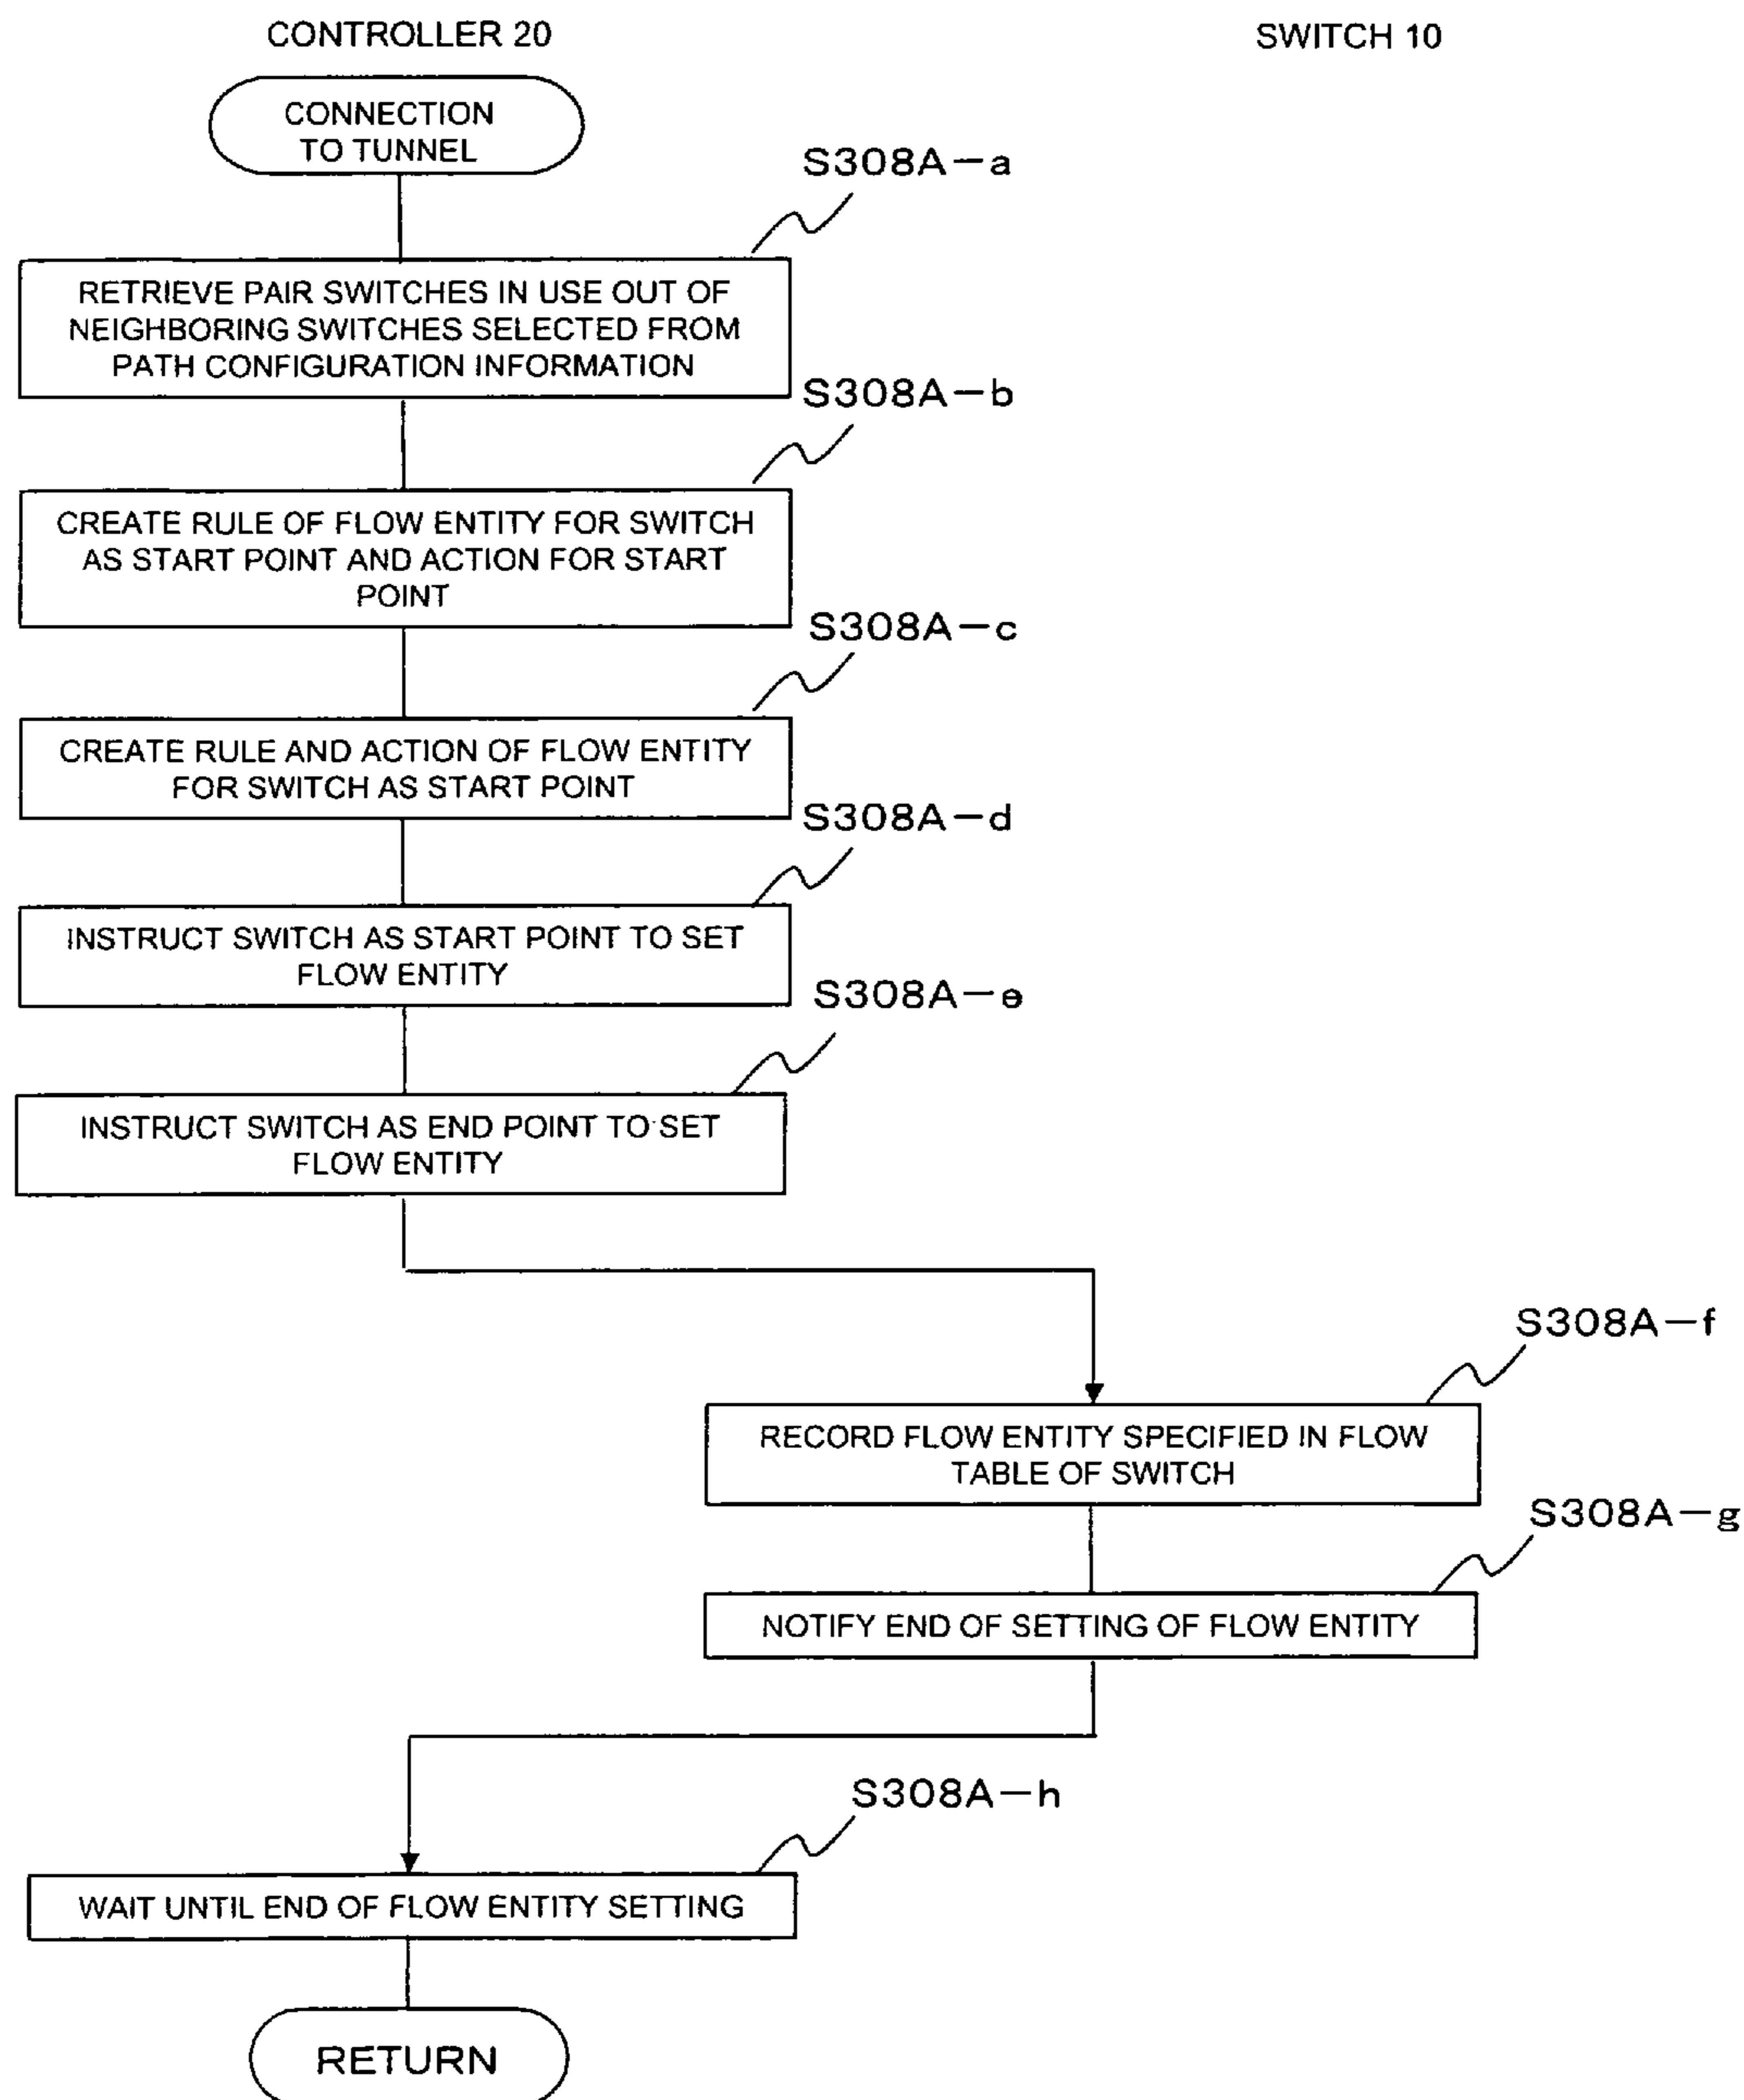 CONTROLLER 20
SWITCH 10
CONNECTION
TO TUNNEL
S308A-a
RETRIEVE PAIR SWITCHES IN USE OUT OF
NEIGHBORING SWITCHES SELECTED FROM
PATH CONFIGURATION INFORMATION
S308A-b
CREATE RULE OF FLOW ENTITY FOR SWITCH
AS START POINT AND ACTION FOR START
POINT
S308A-c
CREATE RULE AND ACTION OF FLOW ENTITY
FOR SWITCH AS START POINT
S308A-d
INSTRUCT SWITCH AS START POINT TO SET
FLOW ENTITY
S308A-e
INSTRUCT SWITCH AS END POINT TO SET
FLOW ENTITY
S308A-f
RECORD FLOW ENTITY SPECIFIED IN FLOW
TABLE OF SWITCH
S308A-g
NOTIFY END OF SETTING OF FLOW ENTITY
S308A-h
WAIT UNTIL END OF FLOW ENTITY SETTING
RETURN